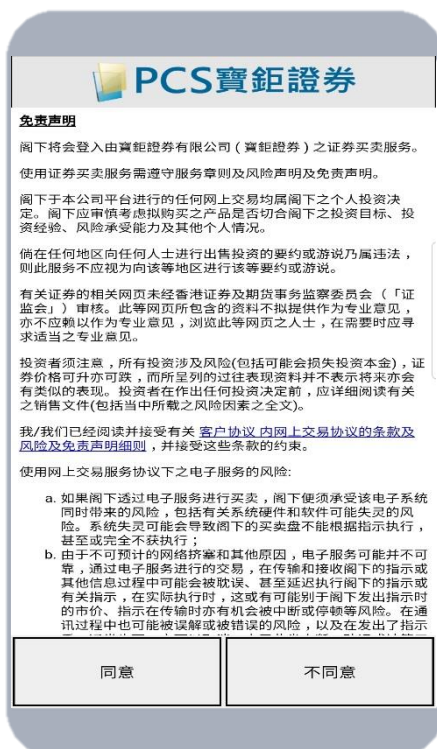 PCS寶鉅證券
免责声明
阁下将会登入由寶鉅證券有限公司（寶鉅證券）之证券买卖服务。
使用证券买卖服务需遵守服务章则及风险声明及免责声明。
阁下于本公司平台进行的任何网上交易均属阁下之个人投资决
定。阁下应审慎考虑拟购买之产品是否切合阁下之投资目标、投
资经验、风险承受能力及其他个人情况。
倘在任何地区向任何人士进行出售投资的要约或游说乃属违法，
则此服务不应视为向该等地区进行该等要约或游说。
有关证券的相关网页未经香港证券及期货事务监察委员会（「证
监会」）审核。此等网页所包含的资料不拟提供作为专业意见，
亦不应赖以作为专业意见，浏览此等网页之人士，在需要时应寻
求适当之专业意见。
投资者须注意，所有投资涉及风险(包括可能会损失投资本金)，证
券价格可升亦可跌，而所呈列的过往表现资料并不表示将来亦会
有类似的表现。投资者在作出任何投资决定前，应详细阅读有关
之销售文件(包括当中所载之风险因素之全文)。
我/我们已经阅读并接受有关 客户协议 内网上交易协议的条款及
风险及免责声明细则，并接受这些条款的约束。
使用网上交易服务协议下之电子服务的风险:
a. 如果阁下透过电子服务进行买卖，阁下便须承受该电子系统
同时带来的风险，包括有关系统硬件和软件可能失灵的风
险。系统失灵可能会导致阁下的买卖盘不能根据指示执行，
甚至或完全不获执行；
b. 由于不可预计的网络挤塞和其他原因，电子服务可能并不可
靠，通过电子服务进行的交易，在传输和接收阁下的指示或
其他信息过程中可能会被耽误、甚至延迟执行阁下的指示或
有关指示，在实际执行时，这或有可能别于阁下发出指示时
的市价、指示在传输时亦有机会被中断或停顿等风险。在通
讯过程中也可能被误解或被错误的风险，以及在发出了指示
同意
不同意